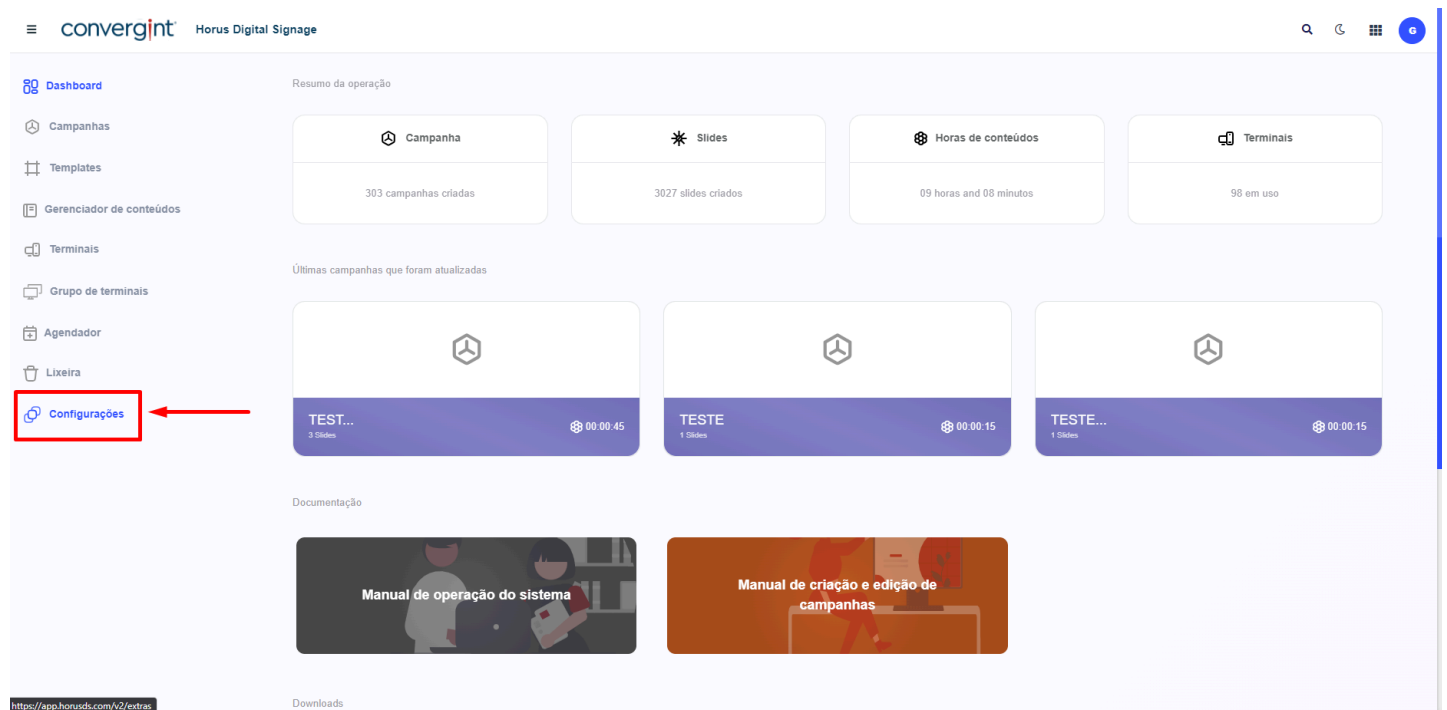 convergint Horus Digital Signage
G
Dashboard
Campanhas
Templates
Gerenciador de conteúdos
Terminais
Grupo de terminais
Agendador
Lixeira
Configurações
Resumo da operação
Campanha
303 campanhas criadas
Slides
3027 slides criados
Horas de conteúdos
09 horas and 08 minutos
Terminais
98 em uso
Últimas campanhas que foram atualizadas
TEST...
3 Slides
00:00:45
TESTE
1 Slides
00:00:15
TESTE...
1 Slides
00:00:15
Documentação
Manual de operação do sistema
Manual de criação e edição de
campanhas
Downloads
https://app.horusds.com/v2/extras